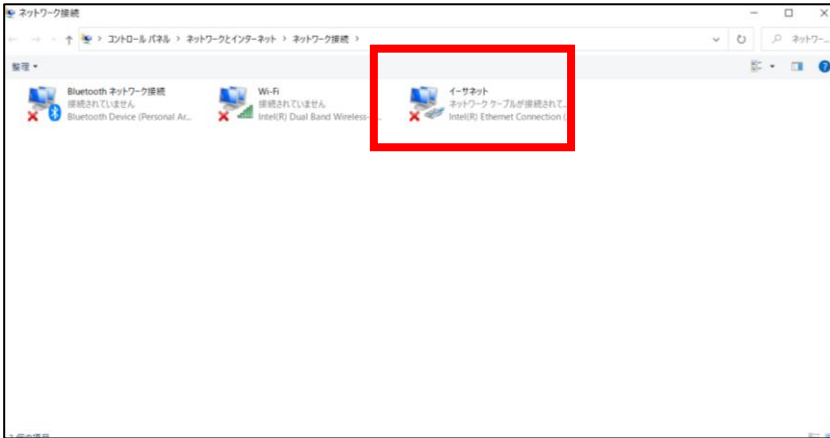 ネットワーク接続
コントロール パネル › ネットワークとインターネット › ネットワーク接続 ›
ネットワー...
整理
Bluetooth ネットワーク接続
接続されていません
Bluetooth Device (Personal Ar...
Wi-Fi
接続されていません
Intel(R) Dual Band Wireless-
イーサネット
ネットワーク ケーブルが接続されて...
Intel(R) Ethernet Connection (